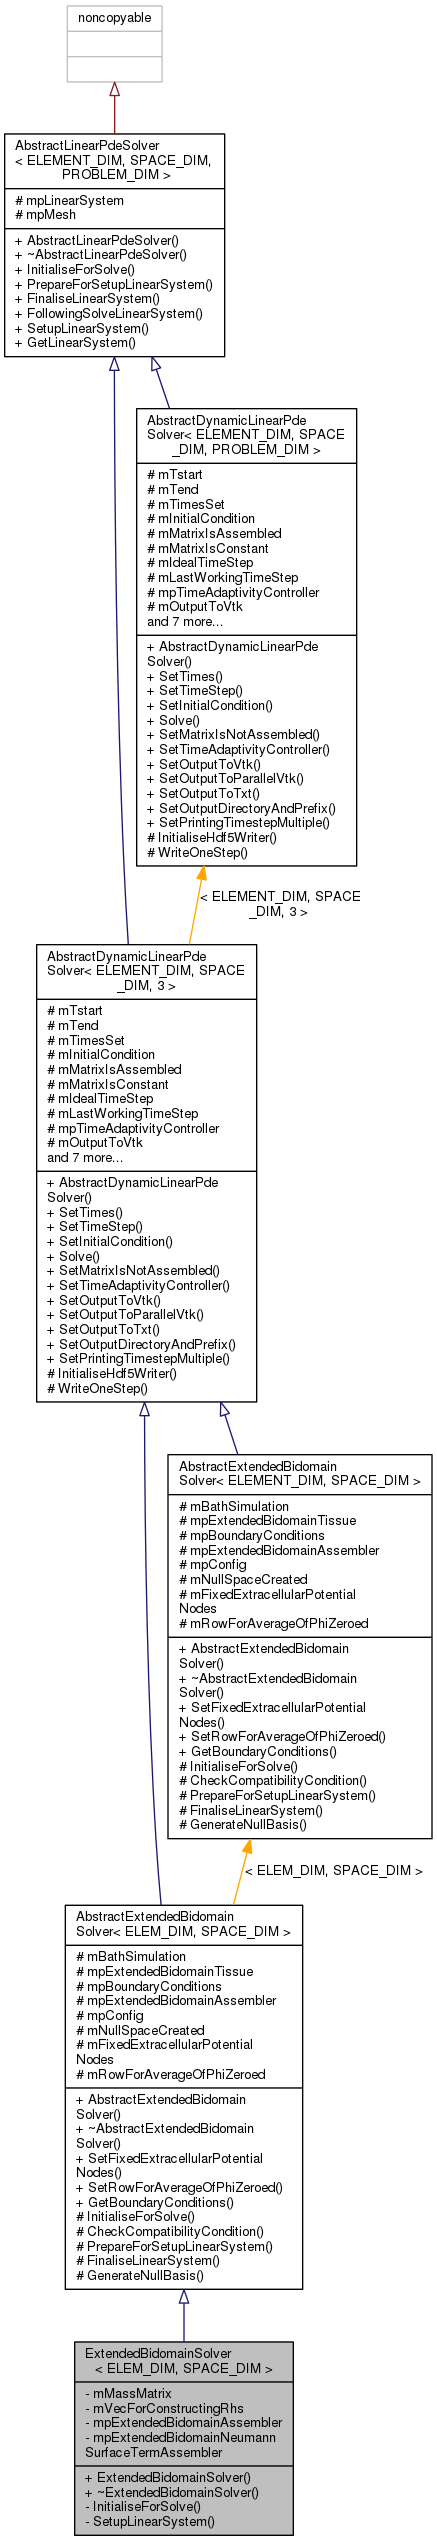 noncopyable
AbstractLinearPdeSolver
< ELEMENT_DIM, SPACE_DIM,
PROBLEM_DIM >
# mpLinearSystem
# mpMesh
+ AbstractLinearPdeSolver()
+ ~AbstractLinearPdeSolver()
+ InitialiseForSolve()
+ PrepareForSetupLinearSystem()
+ FinaliseLinearSystem()
+ FollowingSolveLinearSystem()
+ SetupLinearSystem()
+ GetLinearSystem()
AbstractDynamicLinearPde
Solver< ELEMENT_DIM, SPACE
_DIM, PROBLEM_DIM >
# mTstart
# mTend
# mTimesSet
# mInitialCondition
# mMatrixIsAssembled
# mMatrixIsConstant
# mIdealTimeStep
# mLastWorkingTimeStep
# mpTimeAdaptivityController
# mOutputToVtk
and 7 more...
+ AbstractDynamicLinearPde
Solver()
+ SetTimes()
+ SetTimeStep()
+ SetInitialCondition()
+ Solve()
+ SetMatrixIsNotAssembled()
+ SetTimeAdaptivityController()
+ SetOutputToVtk()
+ SetOutputToParallelVtk()
+ SetOutputToTxt()
+ SetOutputDirectoryAndPrefix()
+ SetPrintingTimestepMultiple()
# InitialiseHdf5Writer()
# WriteOneStep()
< ELEMENT_DIM, SPACE
_DIM, 3 >
AbstractDynamicLinearPde
Solver< ELEMENT_DIM, SPACE
_DIM, 3 >
# mTstart
# mTend
# mTimesSet
# mInitialCondition
# mMatrixIsAssembled
# mMatrixIsConstant
# mIdealTimeStep
# mLastWorkingTimeStep
# mpTimeAdaptivityController
# mOutputToVtk
and 7 more...
+ AbstractDynamicLinearPde
Solver()
+ SetTimes()
+ SetTimeStep()
+ SetInitialCondition()
+ Solve()
+ SetMatrixIsNotAssembled()
+ SetTimeAdaptivityController()
+ SetOutputToVtk()
+ SetOutputToParallelVtk()
+ SetOutputToTxt()
+ SetOutputDirectoryAndPrefix()
+ SetPrintingTimestepMultiple()
# InitialiseHdf5Writer()
# WriteOneStep()
AbstractExtendedBidomain
Solver< ELEMENT_DIM, SPACE_DIM >
# mBathSimulation
# mpExtendedBidomainTissue
# mpBoundaryConditions
# mpExtendedBidomainAssembler
# mpConfig
# mNullSpaceCreated
# mFixedExtracellularPotential
Nodes
# mRowForAverageOfPhiZeroed
+ AbstractExtendedBidomain
Solver()
+ ~AbstractExtendedBidomain
Solver()
+ SetFixedExtracellularPotential
Nodes()
+ SetRowForAverageOfPhiZeroed()
+ GetBoundaryConditions()
# InitialiseForSolve()
# CheckCompatibilityCondition()
# PrepareForSetupLinearSystem()
# FinaliseLinearSystem()
# GenerateNullBasis()
< ELEM_DIM, SPACE_DIM >
AbstractExtendedBidomain
Solver< ELEM_DIM, SPACE_DIM >
# mBathSimulation
# mpExtendedBidomainTissue
# mpBoundaryConditions
# mpExtendedBidomainAssembler
# mpConfig
# mNullSpaceCreated
# mFixedExtracellularPotential
Nodes
# mRowForAverageOfPhiZeroed
+ AbstractExtendedBidomain
Solver()
+ ~AbstractExtendedBidomain
Solver()
+ SetFixedExtracellularPotential
Nodes()
+ SetRowForAverageOfPhiZeroed()
+ GetBoundaryConditions()
# InitialiseForSolve()
# CheckCompatibilityCondition()
# PrepareForSetupLinearSystem()
# FinaliseLinearSystem()
# GenerateNullBasis()
ExtendedBidomainSolver
< ELEM_DIM, SPACE_DIM >
- mMassMatrix
- mVecForConstructingRhs
- mpExtendedBidomainAssembler
- mpExtendedBidomainNeumann
SurfaceTermAssembler
+ ExtendedBidomainSolver()
+ ~ExtendedBidomainSolver()
- InitialiseForSolve()
- SetupLinearSystem()